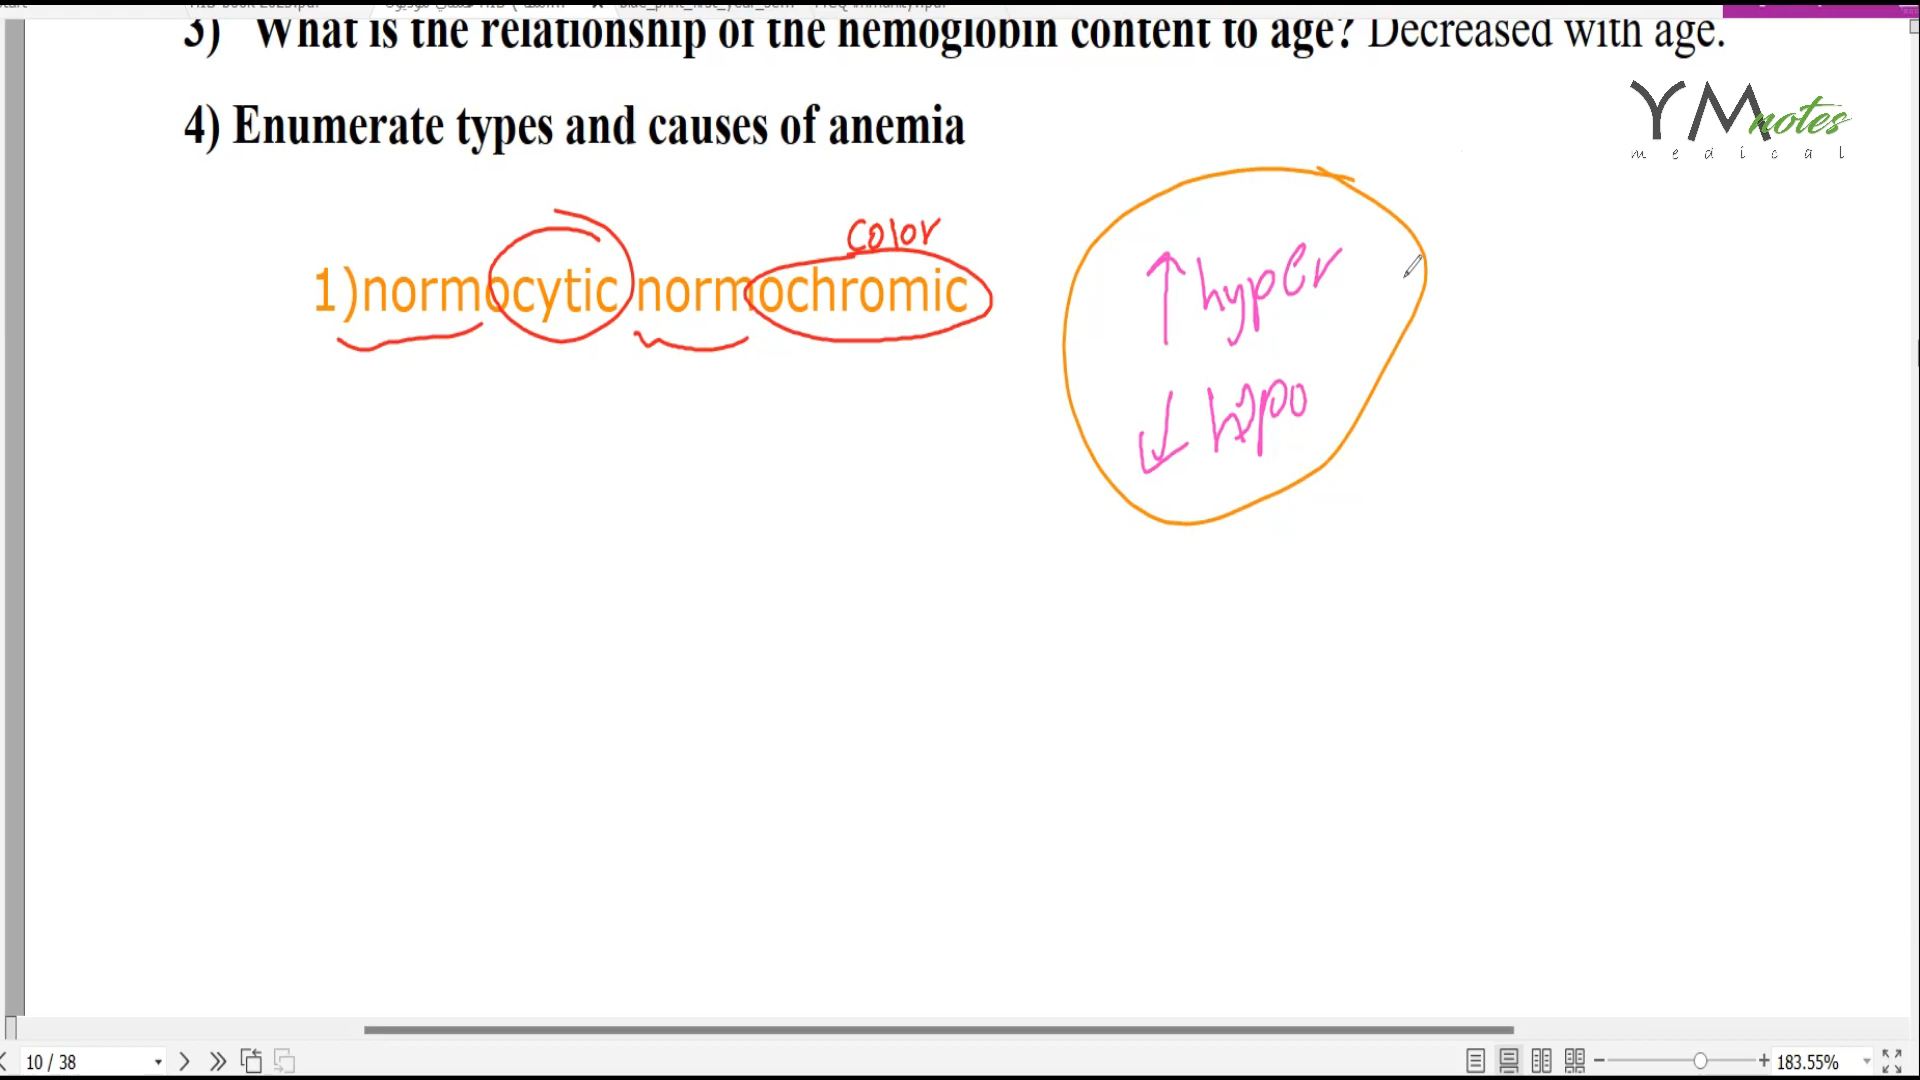 3) What is the relationship of the hemoglobin content to age? Decreased with age.
YM notes
medical
4) Enumerate types and causes of anemia
color
1)normocytic normochromic
↑ hyper
↓ hypo
10 / 38
183.55%